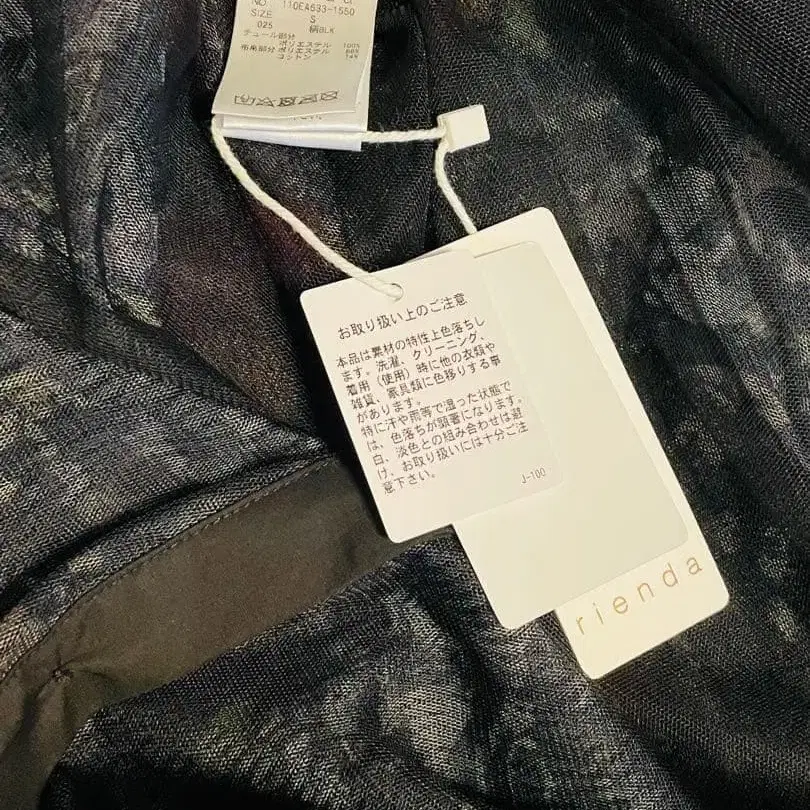 NO 110EA533-1550
SIZE S
025 柄BLK
チュール部分
ポリエステル 100%
布帛部分 ポリエステル
コットン
お取り扱い上のご注意
本品は素材の特性上色落ちし
ます。洗濯、クリーニング、
着用（使用）時に他の衣類や
雑貨、家具類に色移りする事
があります。
特に汗や雨等で湿った状態で
は、色落ちが顕著になります。
白、淡色との組み合わせは避
け、お取り扱いには十分ご注
意下さい。
J-100
rienda